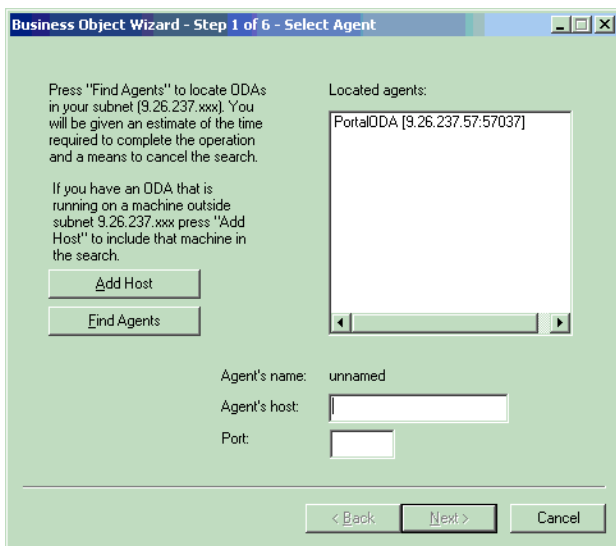 Business Object Wizard - Step 1 of 6 - Select Agent
Press "Find Agents" to locate ODAs
in your subnet (9.26.237.xxx). You
will be given an estimate of the time
required to complete the operation
and a means to cancel the search.
If you have an ODA that is
running on a machine outside
subnet 9.26.237.xxx press "Add
Host" to include that machine in
the search.
Add Host
Find Agents
Located agents:
PortalODA [9.26.237.57:57037]
Agent's name: unnamed
Agent's host:
Port:
< Back Next > Cancel